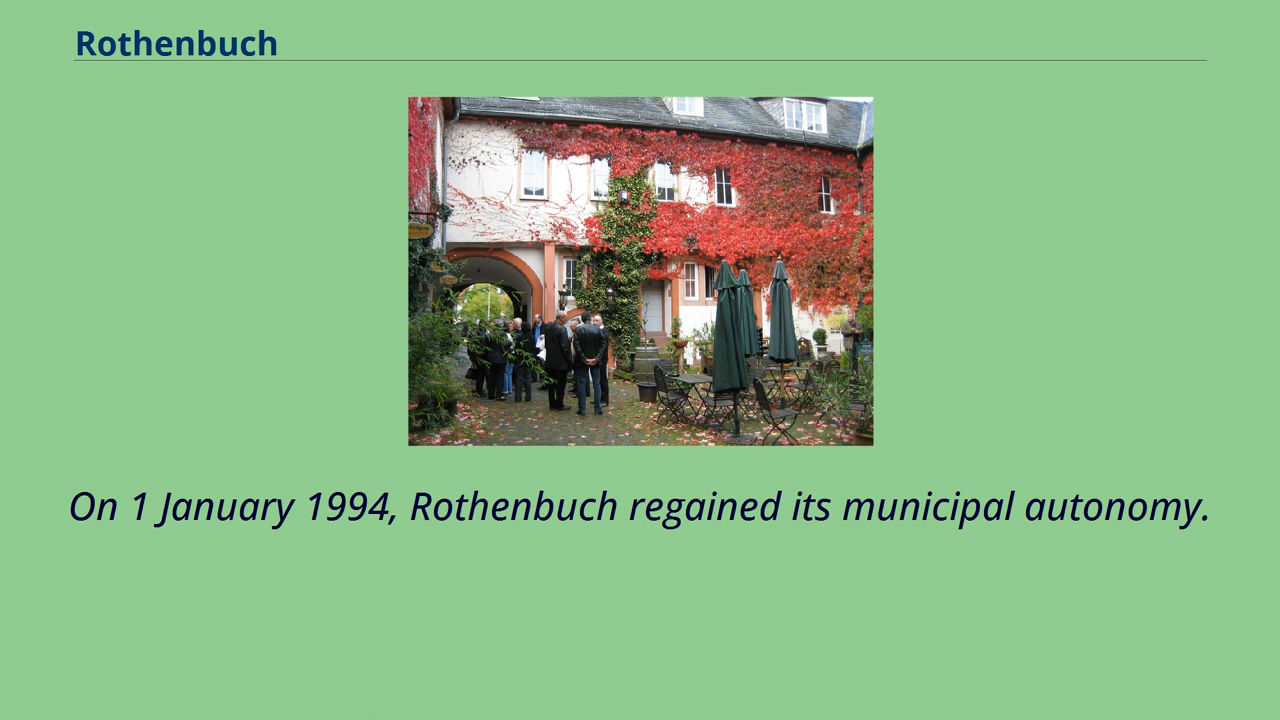 Rothenbuch
On 1 January 1994, Rothenbuch regained its municipal autonomy.